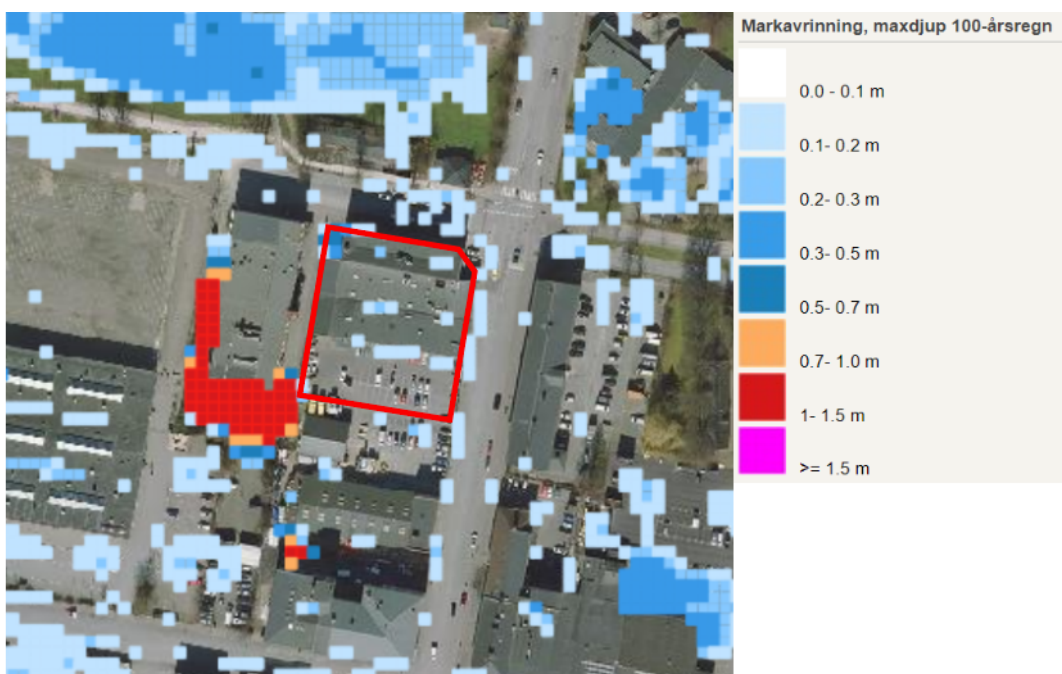 Markavrinning, maxdjup 100-årsregn
0.0 - 0.1 m
0.1- 0.2 m
0.2- 0.3 m
0.3- 0.5 m
0.5- 0.7 m
0.7- 1.0 m
1- 1.5 m
>= 1.5 m